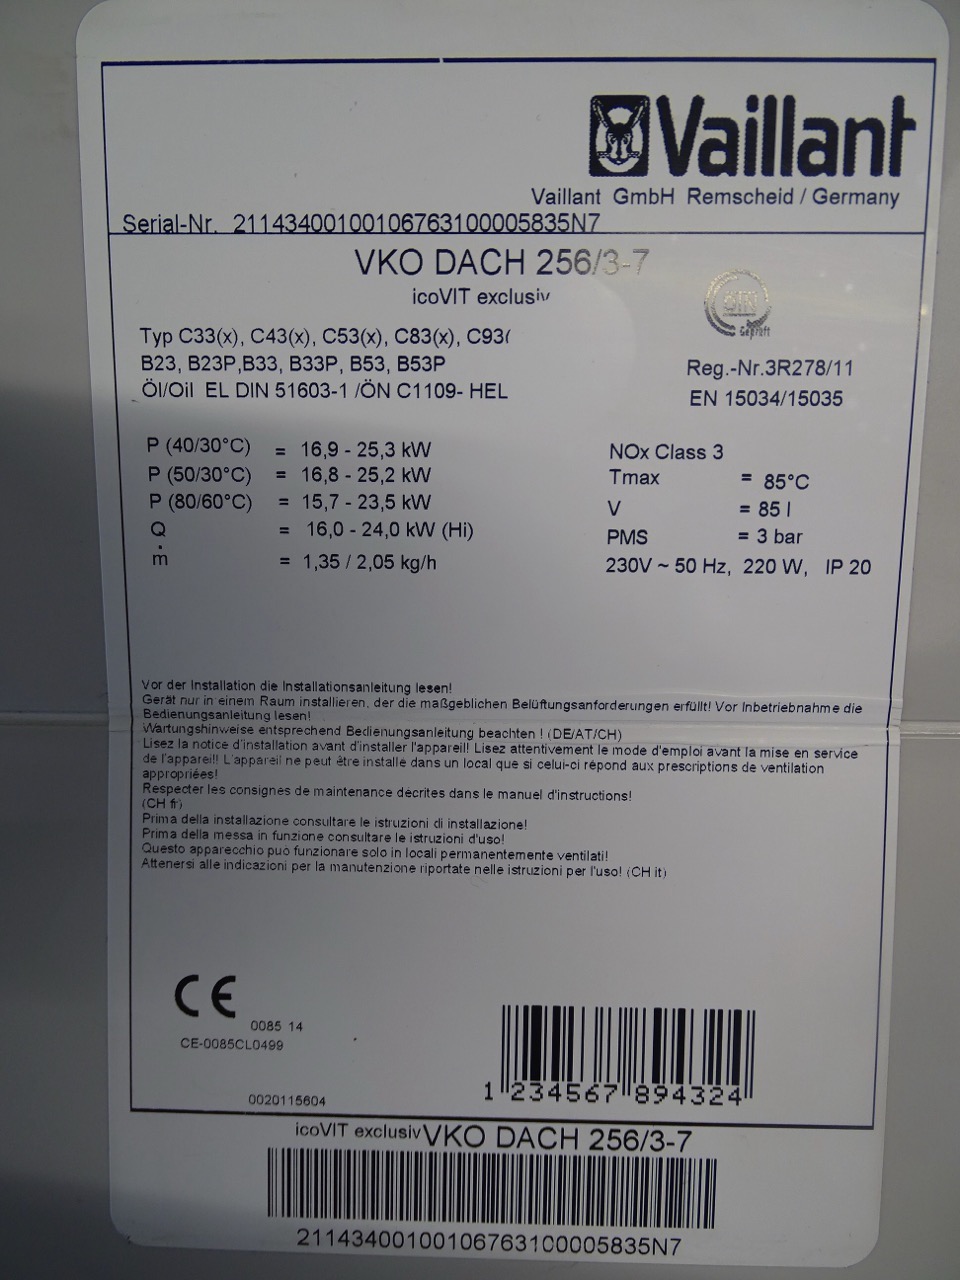 Vaillant
Vaillant GmbH Remscheid / Germany
Serial-Nr. 21143400100106763100005835N7
VKO DACH 256/3-7
icoVIT exclusiv
Typ C33(x), C43(x), C53(x), C83(x), C93(
B23, B23P,B33, B33P, B53, B53P
Öl/Oil EL DIN 51603-1 /ÖN C1109- HEL
ÖIN
Geprüft
Reg.-Nr.3R278/11
EN 15034/15035
P (40/30°C) = 16,9 - 25,3 kW
P (50/30°C) = 16,8 - 25,2 kW
P (80/60°C) = 15,7 - 23,5 kW
Q = 16,0 - 24,0 kW (Hi)
ṁ = 1,35 / 2,05 kg/h
NOx Class 3
Tmax = 85°C
V = 85 l
PMS = 3 bar
230V ~ 50 Hz, 220 W, IP 20
Vor der Installation die Installationsanleitung lesen!
Gerät nur in einem Raum installieren, der die maßgeblichen Belüftungsanforderungen erfüllt! Vor Inbetriebnahme die
Bedienungsanleitung lesen!
Wartungshinweise entsprechend Bedienungsanleitung beachten ! (DE/AT/CH)
Lisez la notice d'installation avant d'installer l'appareil! Lisez attentivement le mode d'emploi avant la mise en service
de l'appareil! L'appareil ne peut être installe dans un local que si celui-ci répond aux prescriptions de ventilation
appropriées!
Respecter les consignes de maintenance décrites dans le manuel d'instructions!
(CH fr)
Prima della installazione consultare le istruzioni di installazione!
Prima della messa in funzione consultare le istruzioni d'uso!
Questo apparecchio può funzionare solo in locali permanentemente ventilati!
Attenersi alle indicazioni per la manutenzione riportate nelle istruzioni per l'uso! (CH it)
CE
0085 14
CE-0085CL0499
0020115604
1 234567 894324
icoVIT exclusiv VKO DACH 256/3-7
21143400100106763100005835N7